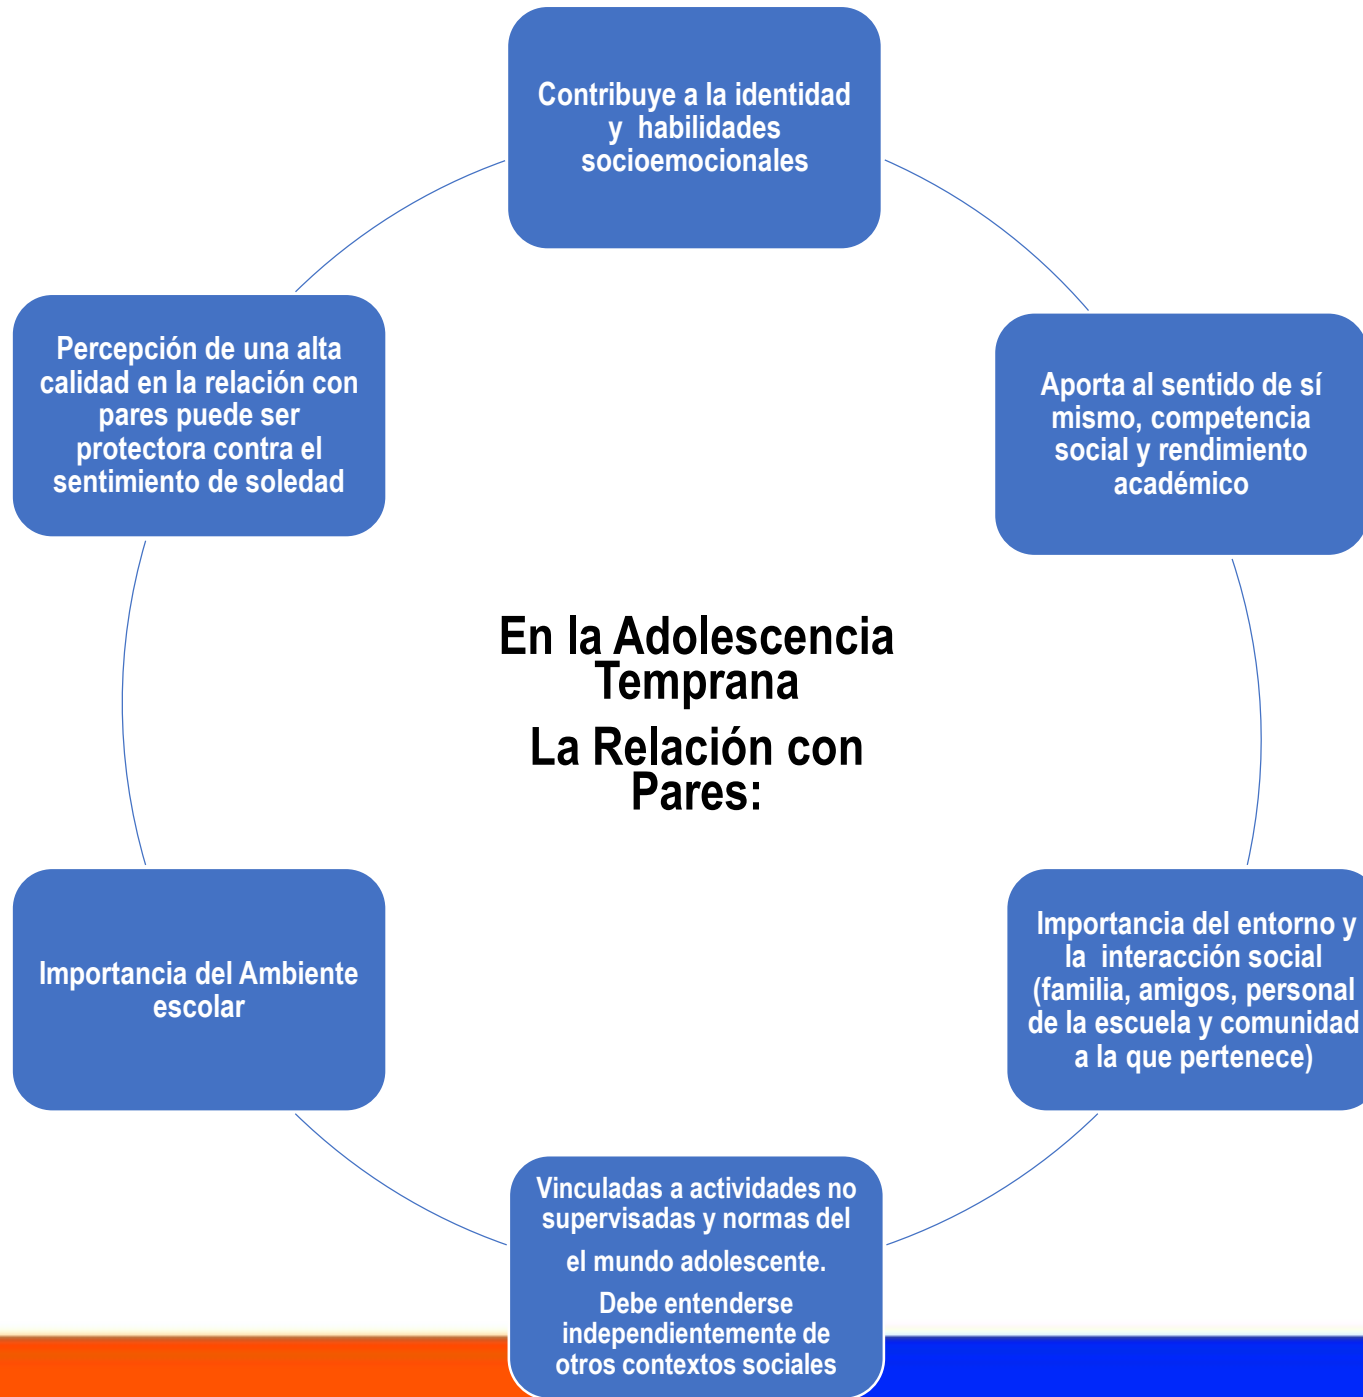 Contribuye a la identidad
y habilidades
socioemocionales
Aporta al sentido de sí
mismo, competencia
social y rendimiento
académico
Importancia del entorno y
la interacción social
(familia, amigos, personal
de la escuela y comunidad
a la que pertenece)
Vinculadas a actividades no
supervisadas y normas del
el mundo adolescente.
Debe entenderse
independientemente de
otros contextos sociales
Importancia del Ambiente
escolar
Percepción de una alta
calidad en la relación con
pares puede ser
protectora contra el
sentimiento de soledad
En la Adolescencia
Temprana
La Relación con
Pares: